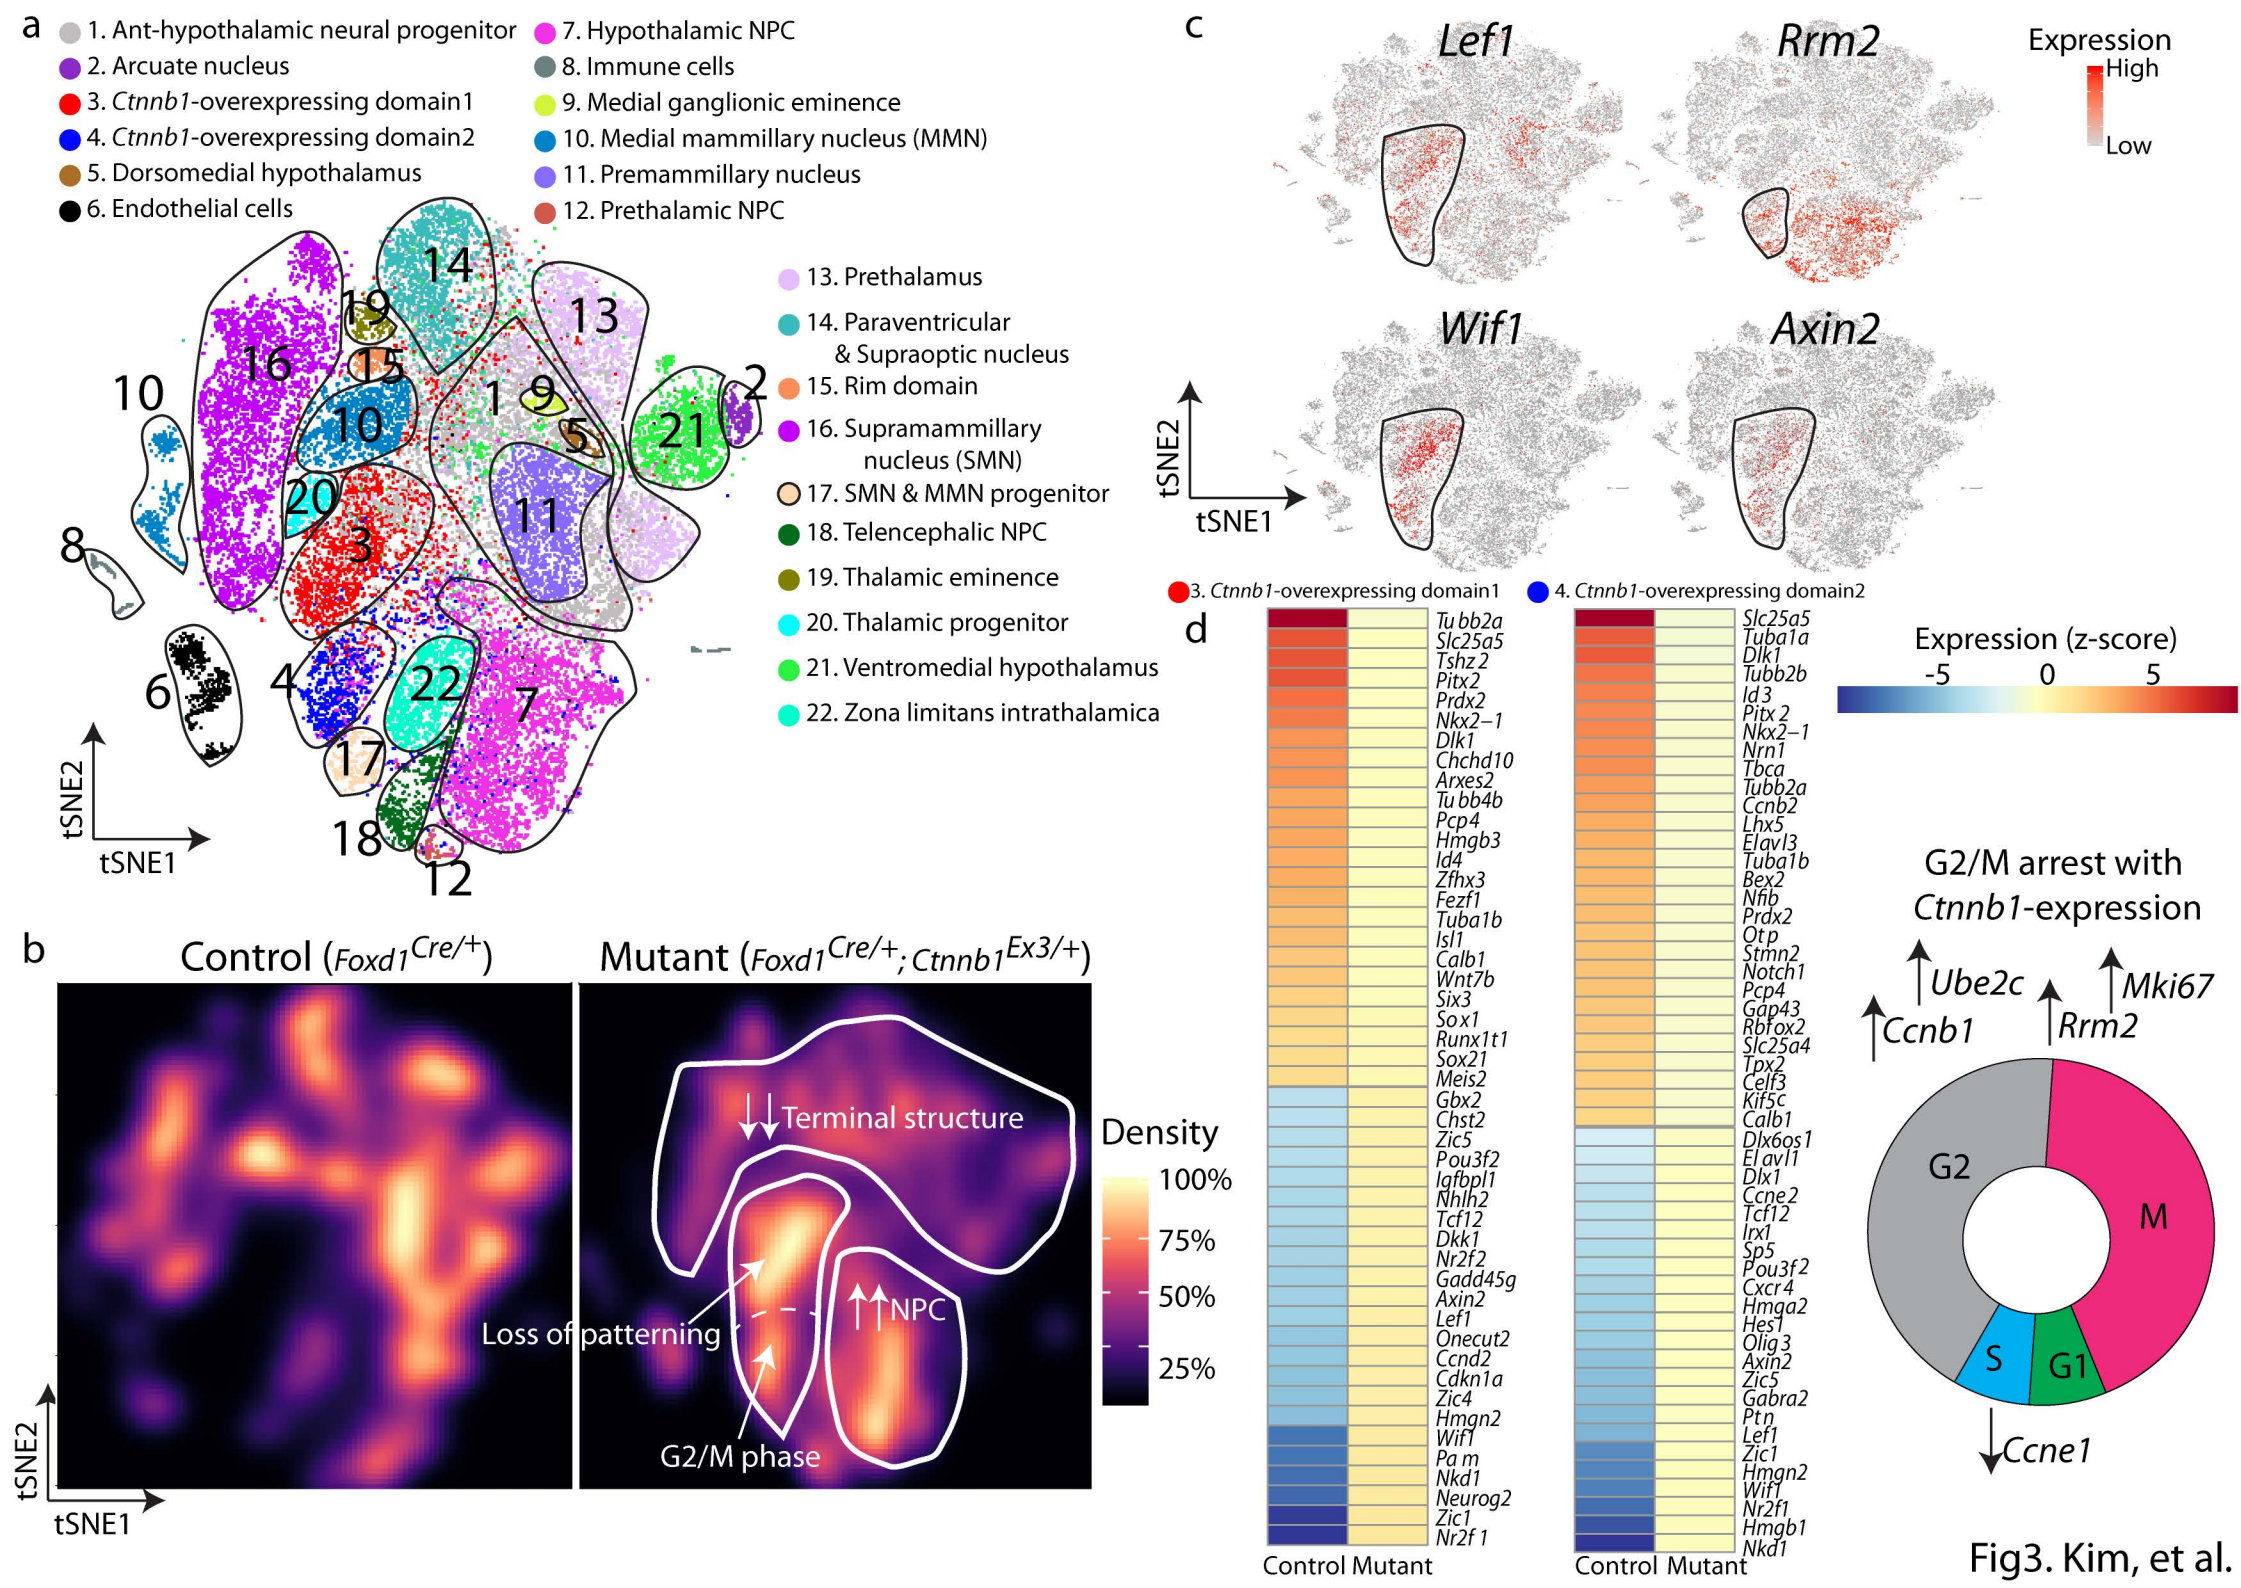 a
1. Ant-hypothalamic neural progenitor
2. Arcuate nucleus
3. Ctnnb1-overexpressing domain1
4. Ctnnb1-overexpressing domain2
5. Dorsomedial hypothalamus
6. Endothelial cells
7. Hypothalamic NPC
8. Immune cells
9. Medial ganglionic eminence
10. Medial mammillary nucleus (MMN)
11. Premammillary nucleus
12. Prethalamic NPC
13. Prethalamus
14. Paraventricular
& Supraoptic nucleus
15. Rim domain
16. Supramammillary
nucleus (SMN)
17. SMN & MMN progenitor
18. Telencephalic NPC
19. Thalamic eminence
20. Thalamic progenitor
21. Ventromedial hypothalamus
22. Zona limitans intrathalamica
14
19
13
16
15
10
1
9
2
10
5
21
20
11
3
8
4
22
6
7
17
18
12
tSNE2
tSNE1
b
Control (Foxd1Cre/+)
Mutant (Foxd1Cre/+; Ctnnb1Ex3/+)
↓↓ Terminal structure
Loss of patterning
↑↑ NPC
G2/M phase
Density
100%
75%
50%
25%
tSNE2
tSNE1
c
Lef1
Rrm2
Wif1
Axin2
Expression
High
Low
tSNE2
tSNE1
3. Ctnnb1-overexpressing domain1
4. Ctnnb1-overexpressing domain2
d
Tubb2a
Slc25a5
Tshz2
Pitx2
Prdx2
Nkx2-1
Dlk1
Chchd10
Arxes2
Tubb4b
Pcp4
Hmgb3
Id4
Zfhx3
Fezf1
Tuba1b
Isl1
Calb1
Wnt7b
Six3
Sox1
Runx1t1
Sox21
Meis2
Gbx2
Chst2
Zic5
Pou3f2
Igfbpl1
Nhlh2
Tcf12
Dkk1
Nr2f2
Gadd45g
Axin2
Lef1
Onecut2
Ccnd2
Cdkn1a
Zic4
Hmgn2
Wif1
Pam
Nkd1
Neurog2
Zic1
Nr2f1
Control Mutant
Slc25a5
Tuba1a
Dlk1
Tubb2b
Id3
Pitx2
Nkx2-1
Nrn1
Tbca
Tubb2a
Ccnb2
Lhx5
Elavl3
Tuba1b
Bex2
Nfib
Prdx2
Otp
Stmn2
Notch1
Pcp4
Gap43
Rbfox2
Slc25a4
Tpx2
Celf3
Kif5c
Calb1
Dlx6os1
Elavl1
Dlx1
Ccne2
Tcf12
Irx1
Sp5
Pou3f2
Cxcr4
Hmga2
Hes1
Olig3
Axin2
Zic5
Gabra2
Ptn
Lef1
Zic1
Hmgn2
Wif1
Nr2f1
Hmgb1
Nkd1
Control Mutant
Expression (z-score)
-5 0 5
G2/M arrest with
Ctnnb1-expression
↑ Ube2c
↑ Mki67
↑ Ccnb1
↑ Rrm2
G2
M
S
G1
↓ Ccne1
Fig3. Kim, et al.